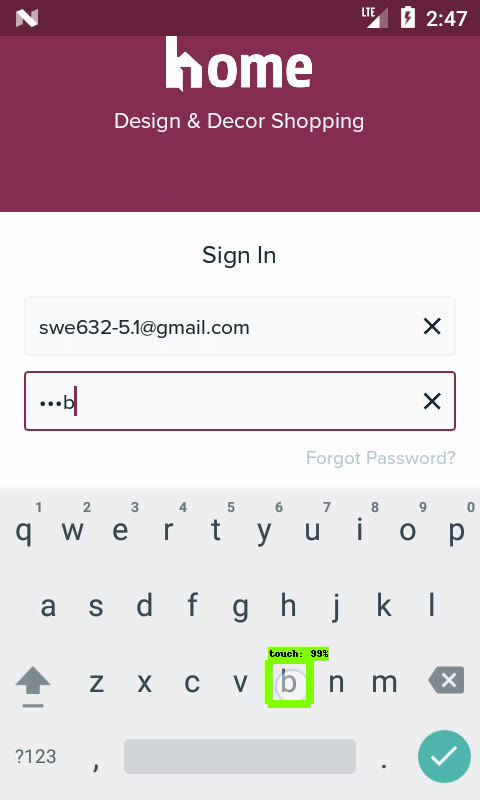 LTE 2:47
home
Design & Decor Shopping
Sign In
swe632-5.1@gmail.com
•••b
Forgot Password?
1 2 3 4 5 6 7 8 9 0
q w e r t y u i o p
a s d f g h j k l
touch: 99%
z x c v b n m
?123 , .